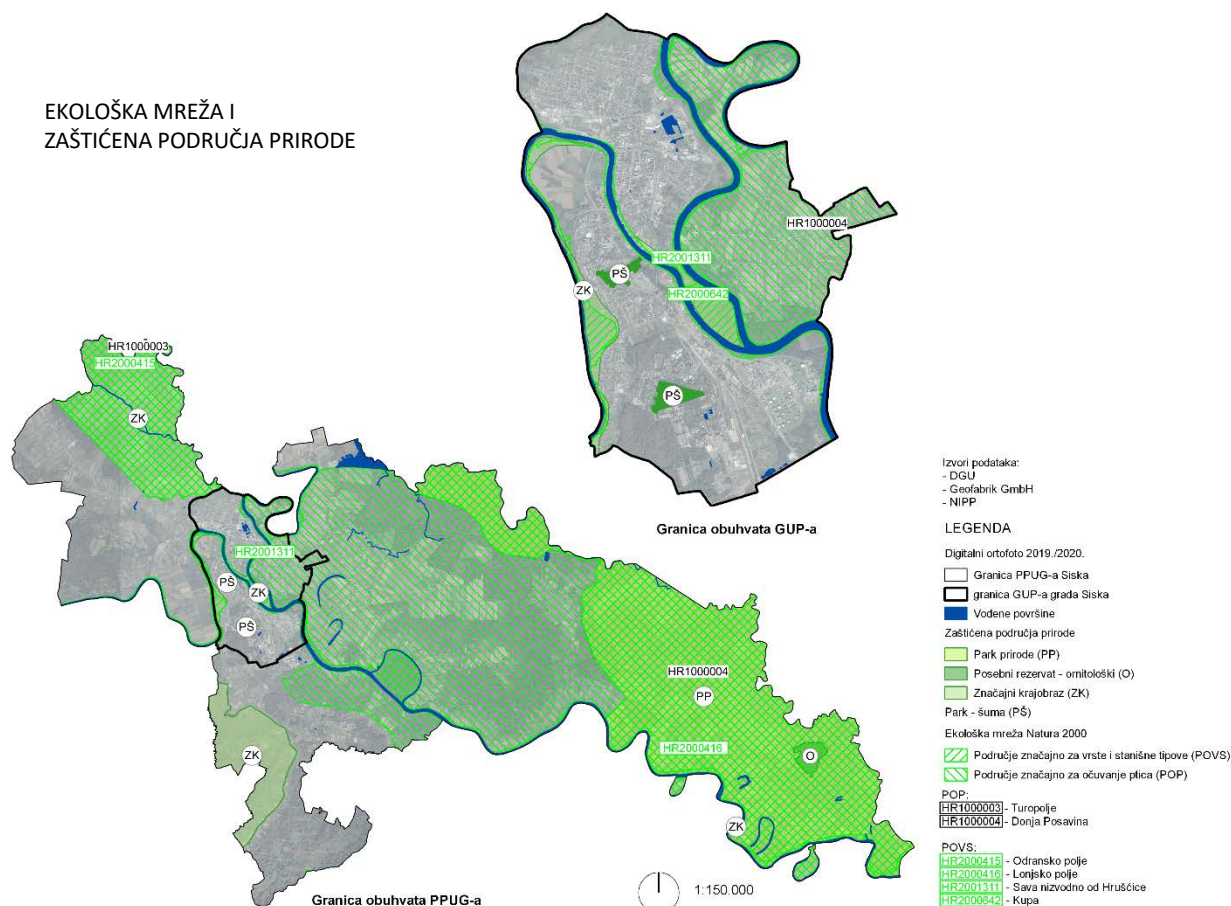 EKOLOŠKA MREŽA I
ZAŠTIĆENA PODRUČJA PRIRODE
HR1000004
HR2001311
PŠ
ZK
HR2000642
PŠ
Granica obuhvata GUP-a
HR1000003
HR2000415
ZK
HR2001311
PŠ
ZK
PŠ
HR1000004
PP
HR2000416
O
ZK
ZK
Granica obuhvata PPUG-a
1:150.000
Izvori podataka:
- DGU
- Geofabrik GmbH
- NIPP
LEGENDA
Digitalni ortofoto 2019./2020.
Granica PPUG-a Siska
granica GUP-a grada Siska
Vodene površine
Zaštićena područja prirode
Park prirode (PP)
Posebni rezervat - ornitološki (O)
Značajni krajobraz (ZK)
Park - šuma (PŠ)
Ekološka mreža Natura 2000
Područje značajno za vrste i stanišne tipove (POVS)
Područje značajno za očuvanje ptica (POP)
POP:
HR1000003 - Turopolje
HR1000004 - Donja Posavina
POVS:
HR2000415 - Odransko polje
HR2000416 - Lonjsko polje
HR2001311 - Sava nizvodno od Hrušćice
HR2000642 - Kupa